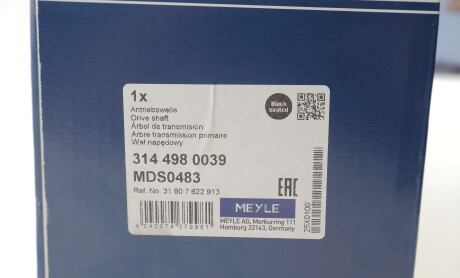 1x
Antriebswelle
Drive shaft
Árbol de transmisión
Arbre transmission primaire
Wał napędowy
Black coated
314 498 0039
MDS0483
Ref. No. 31 60 7 622 913
EAC
MEYLE
MEYLE AG, Merkurring 111
Hamburg 22143, Germany
25X0100